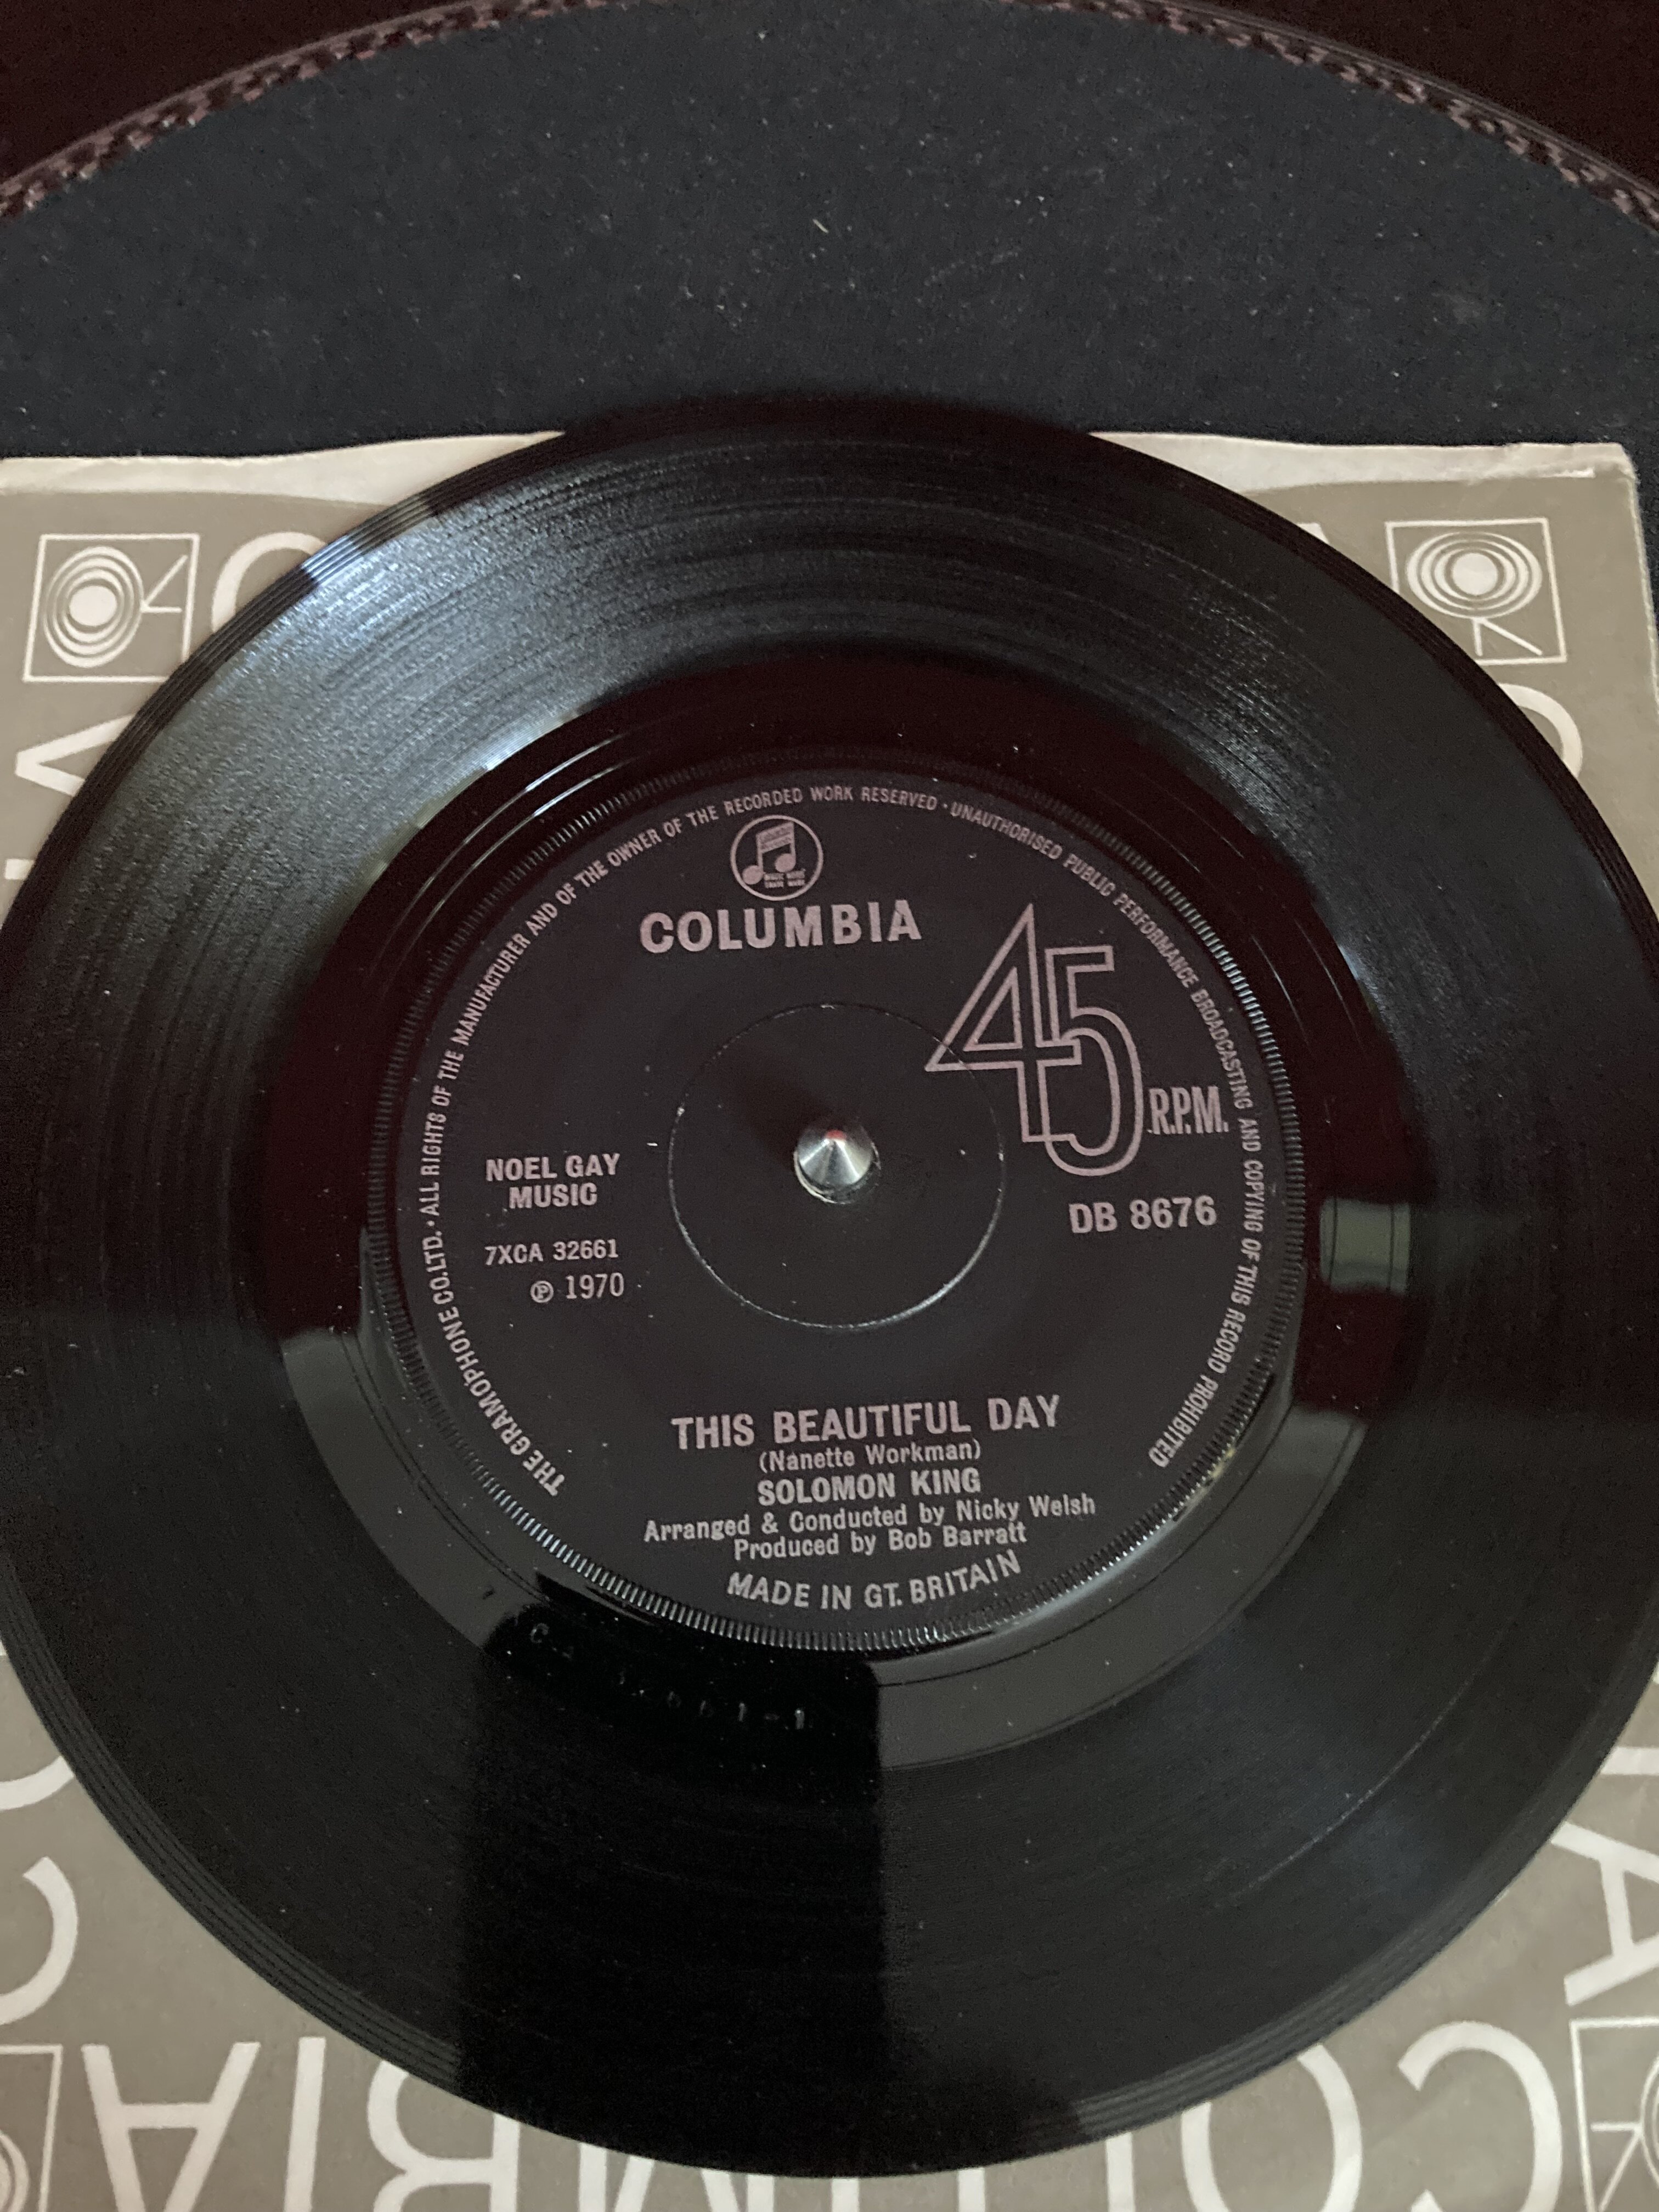 THE GRAMOPHONE CO. LTD. • ALL RIGHTS OF THE MANUFACTURER AND OF THE OWNER OF THE RECORDED WORK RESERVED • UNAUTHORISED PUBLIC PERFORMANCE BROADCASTING AND COPYING OF THIS RECORD PROHIBITED
COLUMBIA
45 R.P.M.
NOEL GAY
MUSIC
DB 8676
7XCA 32661
℗ 1970
THIS BEAUTIFUL DAY
(Nanette Workman)
SOLOMON KING
Arranged & Conducted by Nicky Welsh
Produced by Bob Barratt
MADE IN GT. BRITAIN